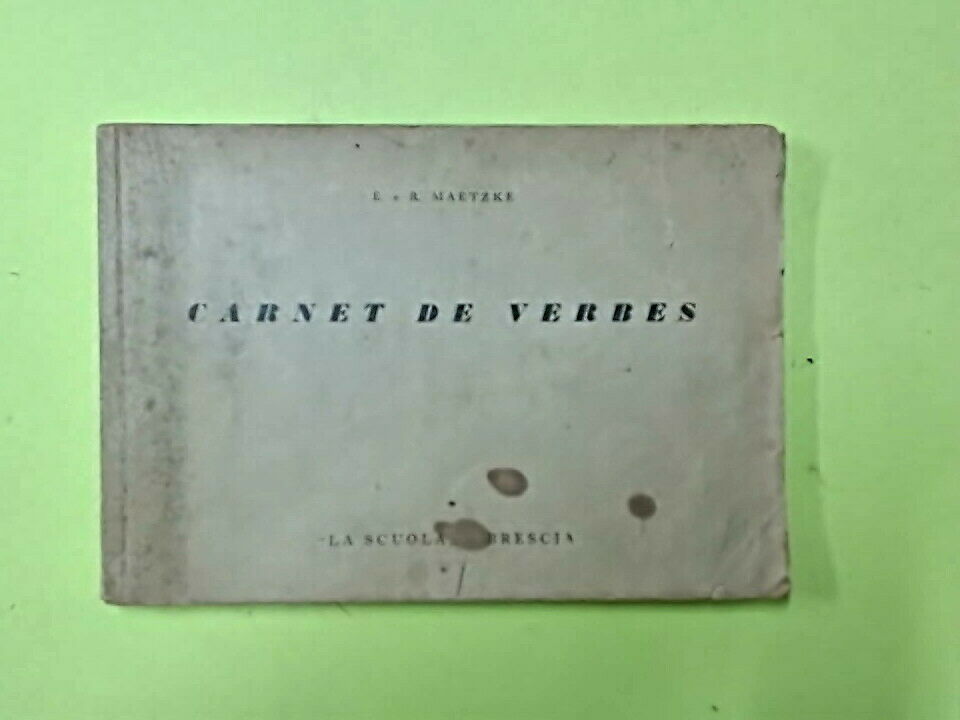 E. e R. MAETZKE
CARNET DE VERBES
LA SCUOLA BRESCIA